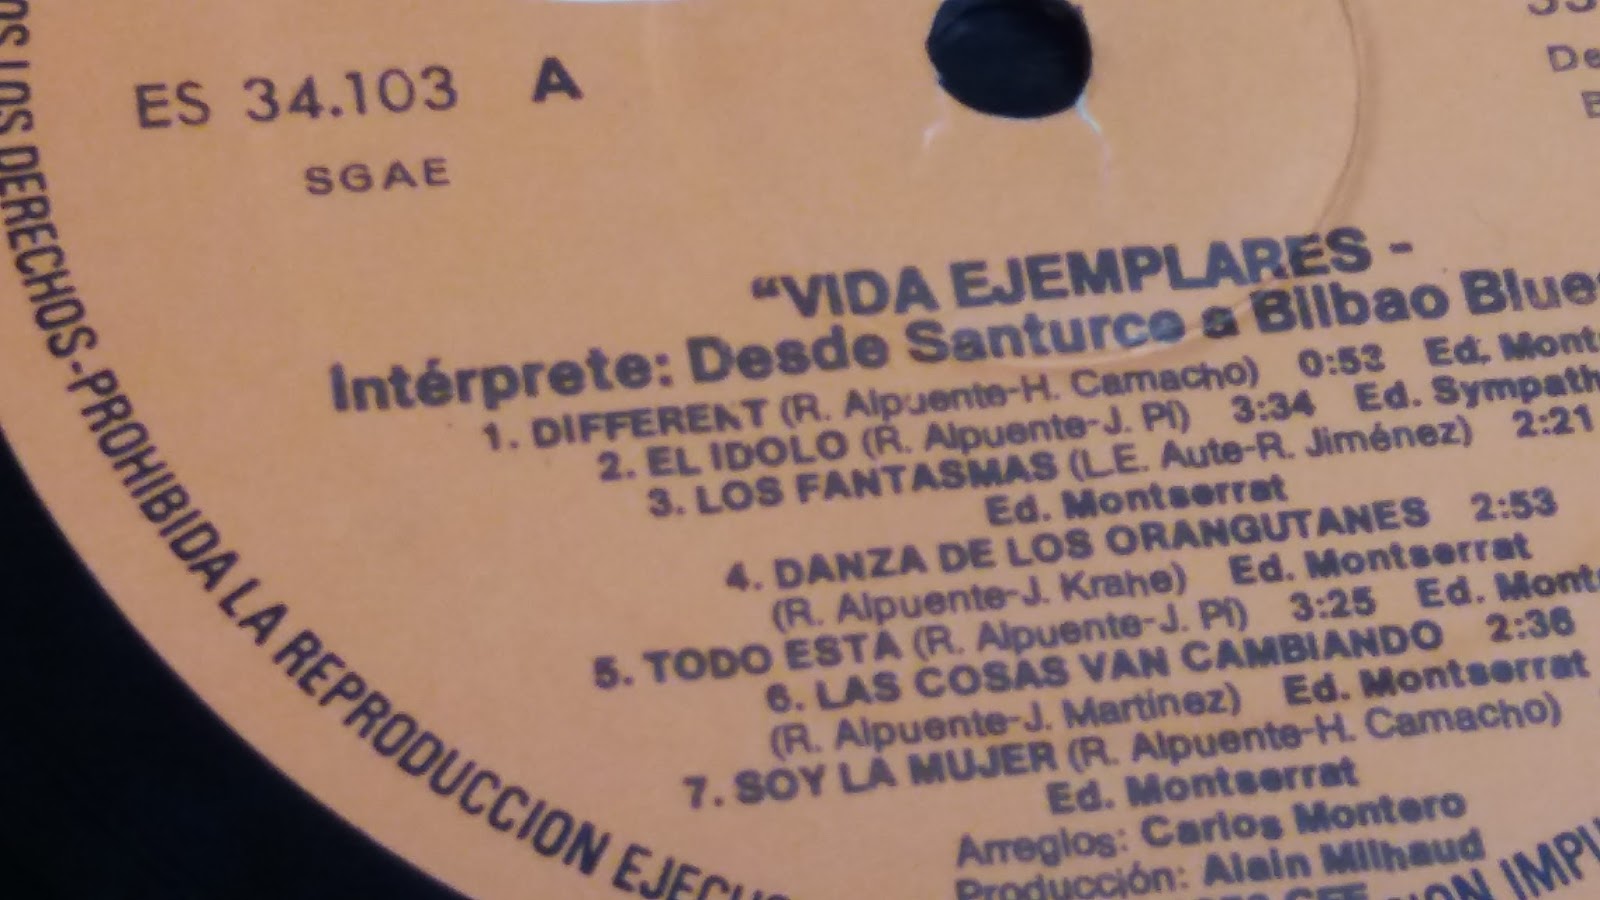 ES 34.103 A
SGAE
"VIDA EJEMPLARES -
Intérprete: Desde Santurce a Bilbao Blues
1. DIFFERENT (R. Alpuente-H. Camacho) 0:53 Ed. Mont
2. EL IDOLO (R. Alpuente-J. Pi) 3:34 Ed. Sympath
3. LOS FANTASMAS (L.E. Aute-R. Jiménez) 2:21
Ed. Montserrat
4. DANZA DE LOS ORANGUTANES 2:53
(R. Alpuente-J. Krahe) Ed. Montserrat
5. TODO ESTA (R. Alpuente-J. Pi) 3:25 Ed. Mont
6. LAS COSAS VAN CAMBIANDO 2:36
(R. Alpuente-J. Martinez) Ed. Montserrat
7. SOY LA MUJER (R. Alpuente-H. Camacho)
Ed. Montserrat
Arreglos: Carlos Montero
Producción: Alain Milhaud
OS LOS DERECHOS-PROHIBIDA LA REPRODUCCION EJECU